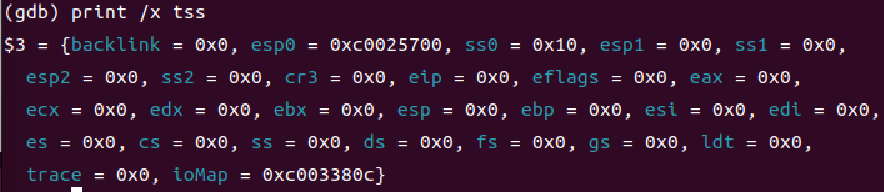 (gdb) print /x tss
$3 = {backlink = 0x0, esp0 = 0xc0025700, ss0 = 0x10, esp1 = 0x0, ss1 = 0x0,
esp2 = 0x0, ss2 = 0x0, cr3 = 0x0, eip = 0x0, eflags = 0x0, eax = 0x0,
ecx = 0x0, edx = 0x0, ebx = 0x0, esp = 0x0, ebp = 0x0, esi = 0x0, edi = 0x0,
es = 0x0, cs = 0x0, ss = 0x0, ds = 0x0, fs = 0x0, gs = 0x0, ldt = 0x0,
trace = 0x0, ioMap = 0xc003380c}